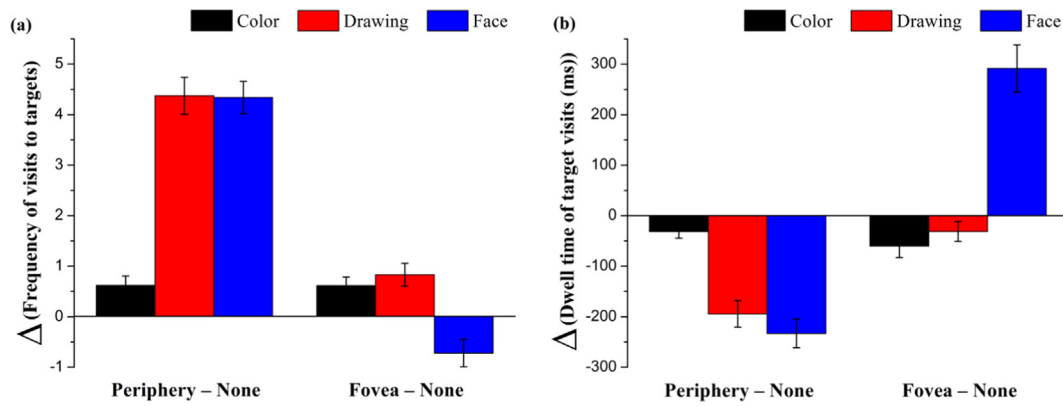 (a) Color Drawing Face
Δ (Frequency of visits to targets)
5
4
3
2
1
0
-1
Periphery – None Fovea – None
(b) Color Drawing Face
Δ (Dwell time of target visits (ms))
300
200
100
0
-100
-200
-300
Periphery – None Fovea – None